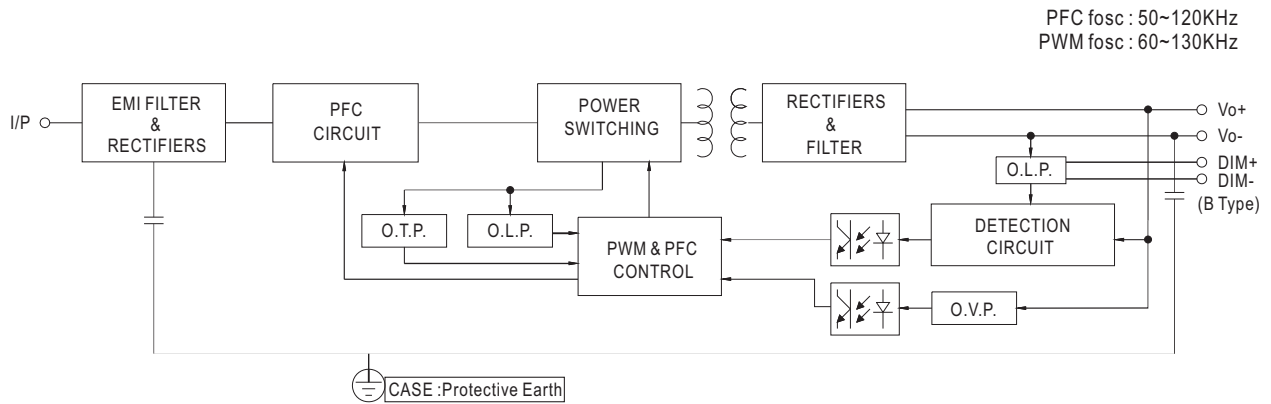 PFC fosc : 50~120KHz
PWM fosc : 60~130KHz
I/P
EMI FILTER
&
RECTIFIERS
PFC
CIRCUIT
POWER
SWITCHING
RECTIFIERS
&
FILTER
Vo+
Vo-
DIM+
DIM-
(B Type)
O.L.P.
O.T.P.
O.L.P.
PWM & PFC
CONTROL
DETECTION
CIRCUIT
O.V.P.
CASE :Protective Earth